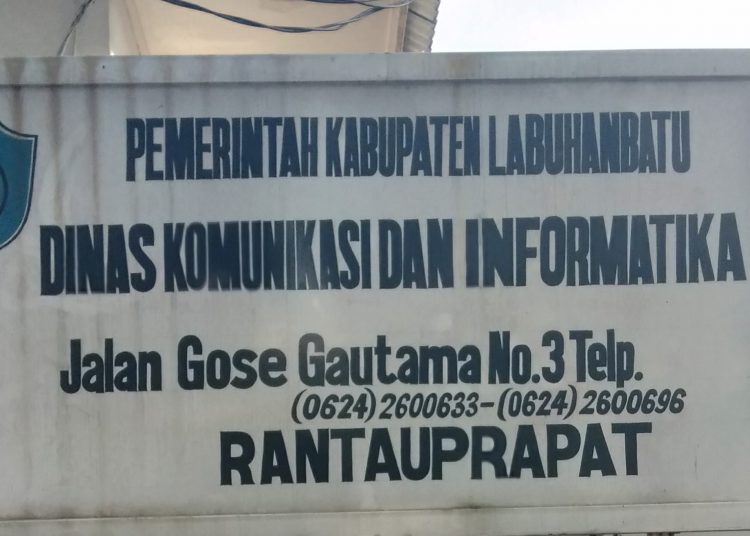 PEMERINTAH KABUPATEN LABUHANBATU
DINAS KOMUNIKASI DAN INFORMATIKA
Jalan Gose Gautama No.3 Telp.
(0624) 2600633-(0624) 2600696
RANTAUPRAPAT